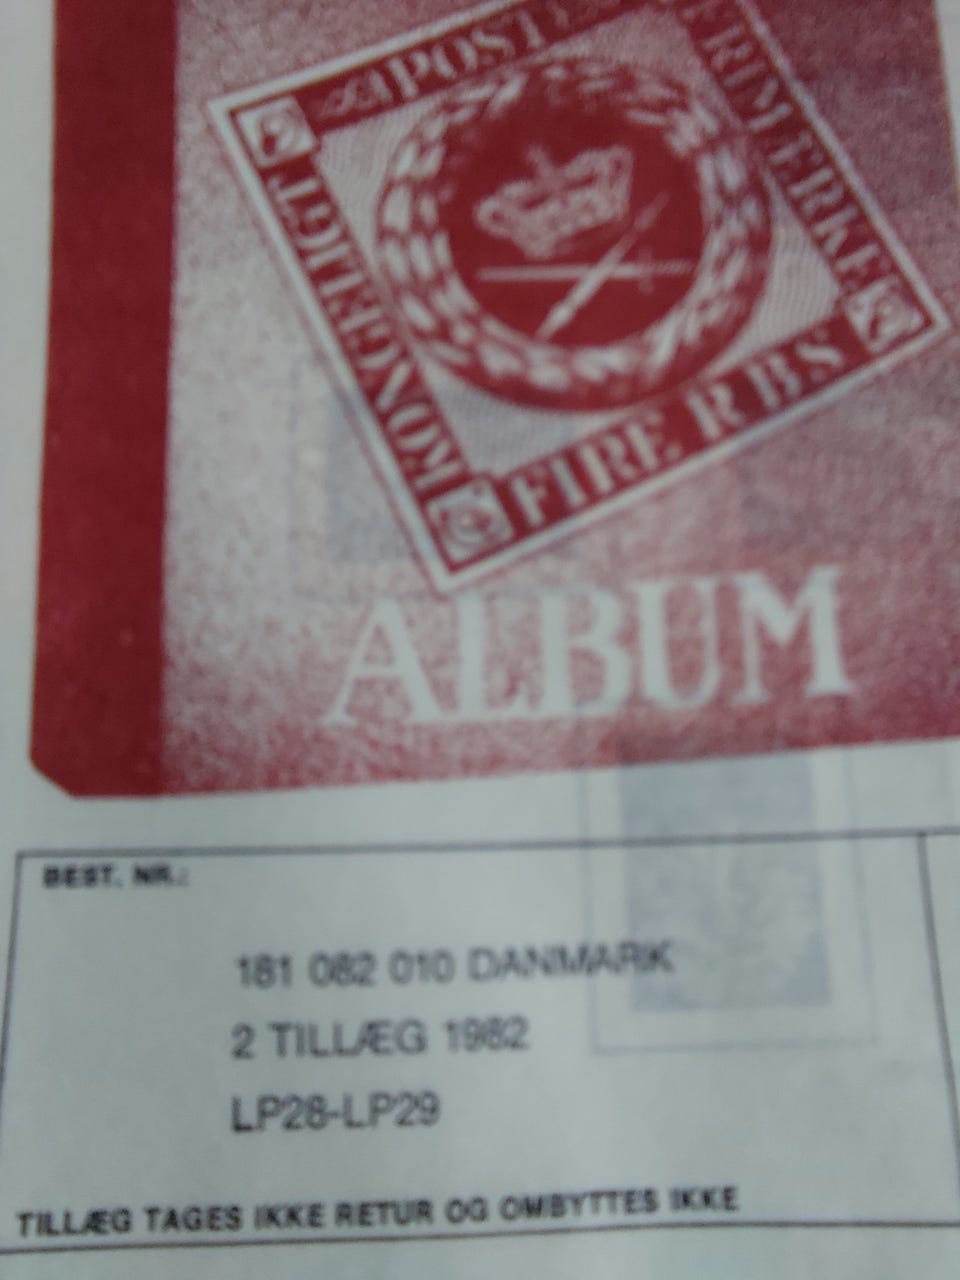 KONGELIGT
POST
FRIMÆRKE
FIRE R B S
ALBUM
BEST. NR.:
181 082 010 DANMARK
2 TILLÆG 1982
LP28-LP29
TILLÆG TAGES IKKE RETUR OG OMBYTTES IKKE